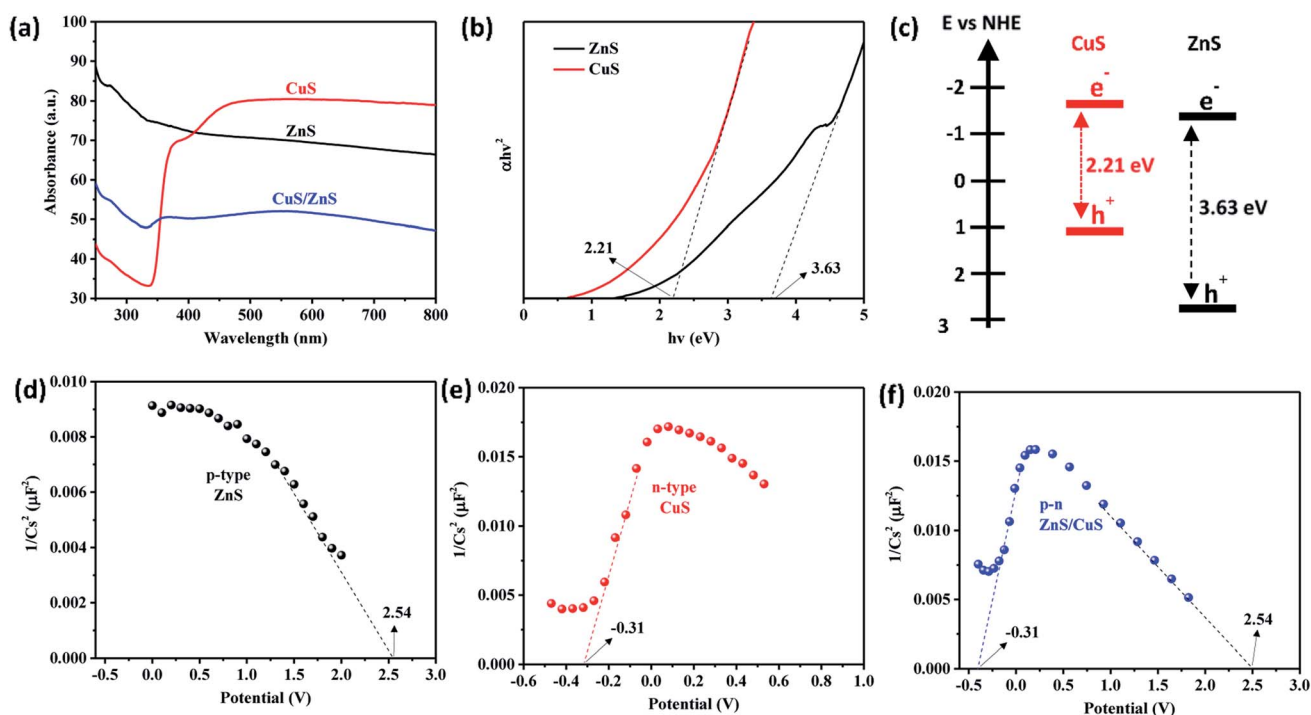 (a)
Absorbance (a.u.)
100
90
80
70
60
50
40
30
CuS
ZnS
CuS/ZnS
300 400 500 600 700 800
Wavelength (nm)
(b)
αhν²
ZnS
CuS
2.21
3.63
0 1 2 3 4 5
hν (eV)
(c)
E vs NHE
-2
-1
0
1
2
3
CuS
e⁻
2.21 eV
h⁺
ZnS
e⁻
3.63 eV
h⁺
(d)
1/Cs² (μF²)
0.010
0.008
0.006
0.004
0.002
0.000
p-type
ZnS
2.54
-0.5 0.0 0.5 1.0 1.5 2.0 2.5 3.0
Potential (V)
(e)
1/Cs² (μF²)
0.020
0.015
0.010
0.005
0.000
n-type
CuS
-0.31
-0.6 -0.4 -0.2 0.0 0.2 0.4 0.6 0.8 1.0
Potential (V)
(f)
1/Cs² (μF²)
0.020
0.015
0.010
0.005
0.000
p-n
ZnS/CuS
-0.31
2.54
-0.5 0.0 0.5 1.0 1.5 2.0 2.5 3.0
Potential (V)